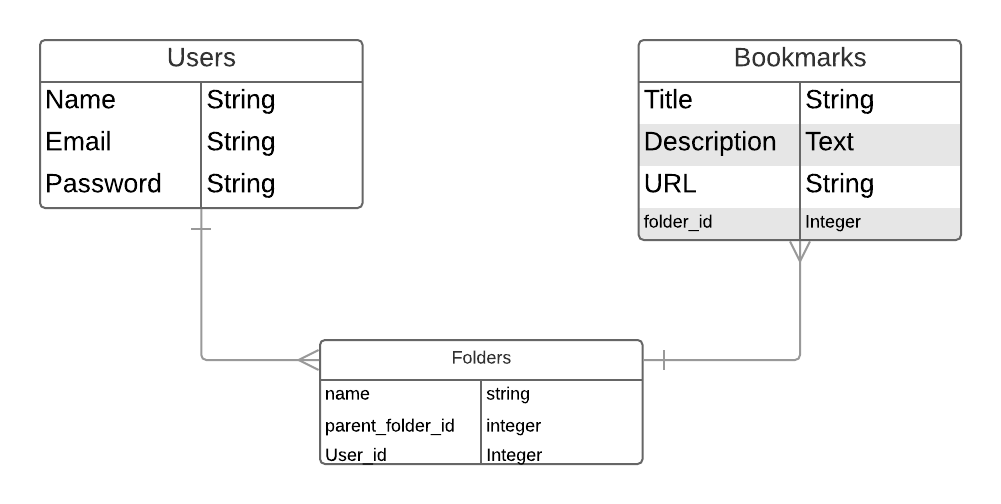 Users
Name String
Email String
Password String
Bookmarks
Title String
Description Text
URL String
folder_id Integer
Folders
name string
parent_folder_id integer
User_id Integer